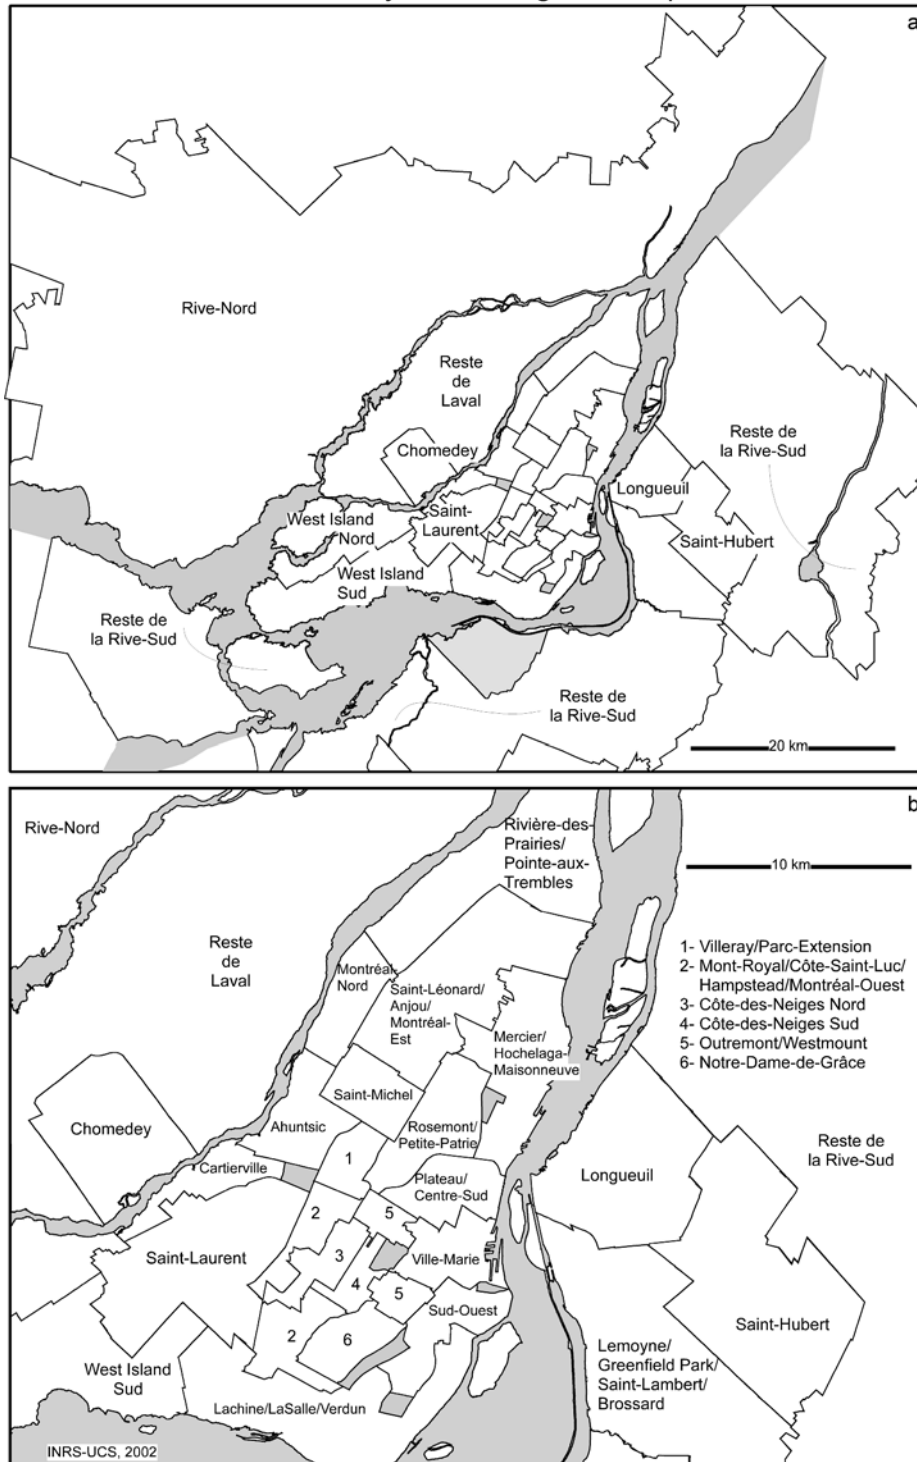 a
Rive-Nord
Reste
de
Laval
Chomedey
Reste de
la Rive-Sud
Longueuil
West Island
Nord
Saint-
Laurent
Saint-Hubert
West Island
Sud
Reste de
la Rive-Sud
Reste de
la Rive-Sud
20 km
b
Rive-Nord
Rivière-des-
Prairies/
Pointe-aux-
Trembles
10 km
Reste
de
Laval
1- Villeray/Parc-Extension
2- Mont-Royal/Côte-Saint-Luc/
Hampstead/Montréal-Ouest
3- Côte-des-Neiges Nord
4- Côte-des-Neiges Sud
5- Outremont/Westmount
6- Notre-Dame-de-Grâce
Montréal-
Nord
Saint-Léonard/
Anjou/
Montréal-
Est
Mercier/
Hochelaga-
Maisonneuve
Saint-Michel
Chomedey
Ahuntsic
Rosemont/
Petite-Patrie
Reste de
la Rive-Sud
Cartierville
1
Longueuil
Plateau/
Centre-Sud
2
5
Saint-Laurent
3
Ville-Marie
4
5
Sud-Ouest
2
6
Saint-Hubert
West Island
Sud
Lemoyne/
Greenfield Park/
Saint-Lambert/
Brossard
Lachine/LaSalle/Verdun
INRS-UCS, 2002